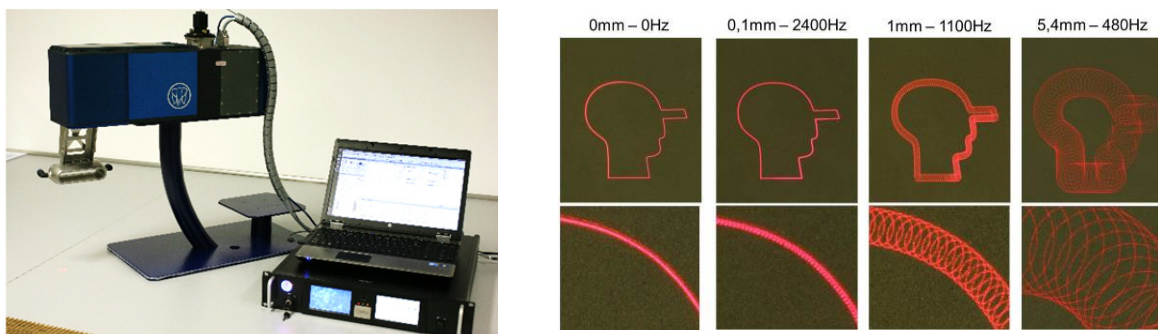 0mm – 0Hz
0,1mm – 2400Hz
1mm – 1100Hz
5,4mm – 480Hz